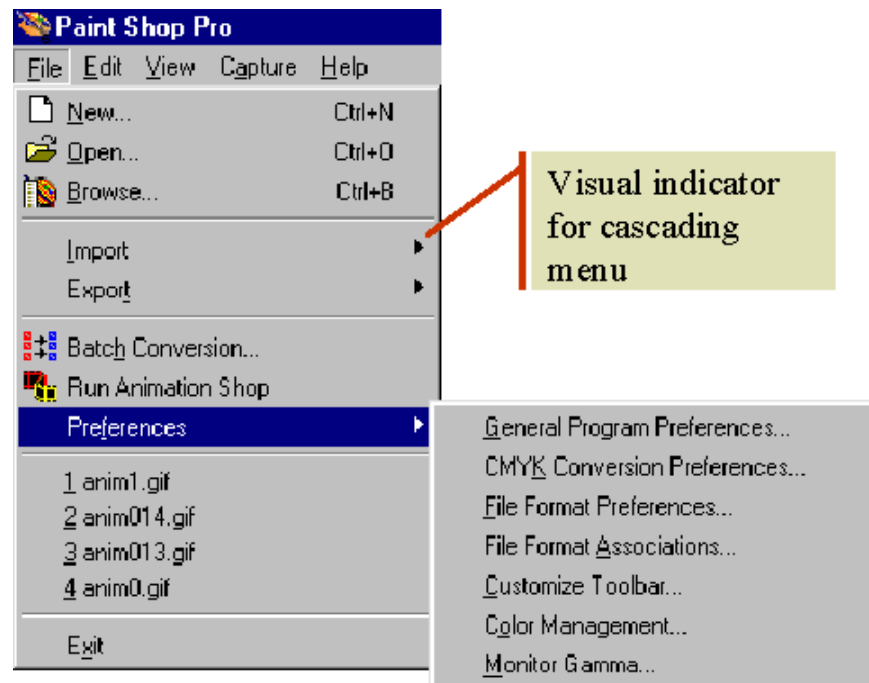 Paint Shop Pro
File Edit View Capture Help
New... Ctrl+N
Open... Ctrl+O
Browse... Ctrl+B
Import
Export
Batch Conversion...
Run Animation Shop
Preferences
1 anim1.gif
2 anim014.gif
3 anim013.gif
4 anim0.gif
Exit
Visual indicator
for cascading
menu
General Program Preferences...
CMYK Conversion Preferences...
File Format Preferences...
File Format Associations...
Customize Toolbar...
Color Management...
Monitor Gamma...